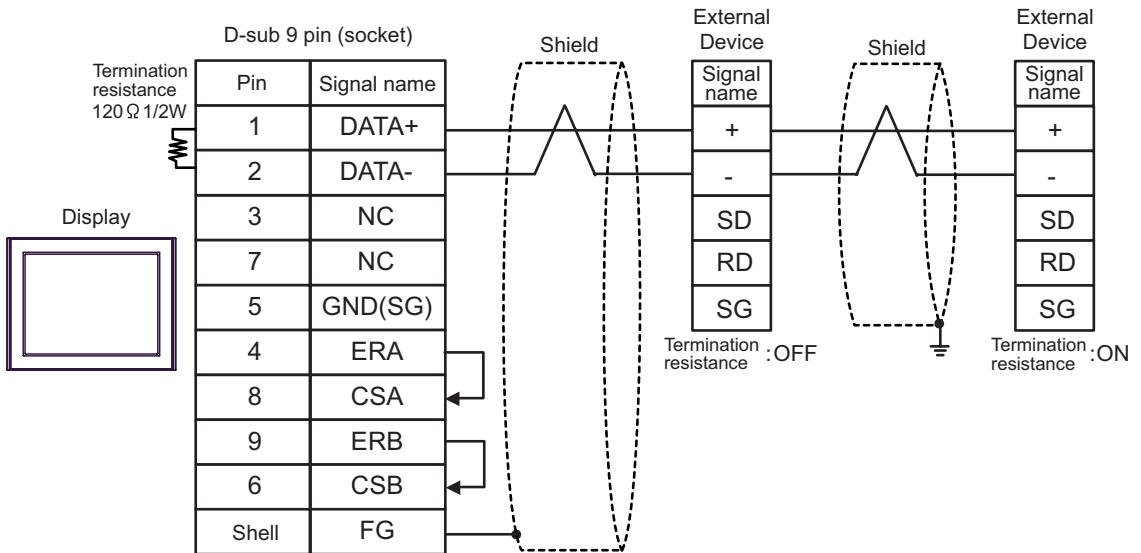 D-sub 9 pin (socket)
Termination
resistance
120Ω 1/2W
Pin Signal name
1 DATA+
2 DATA-
3 NC
7 NC
5 GND(SG)
4 ERA
8 CSA
9 ERB
6 CSB
Shell FG
Display
Shield
External
Device
Signal
name
+
-
SD
RD
SG
Termination
resistance :OFF
Shield
External
Device
Signal
name
+
-
SD
RD
SG
Termination
resistance :ON